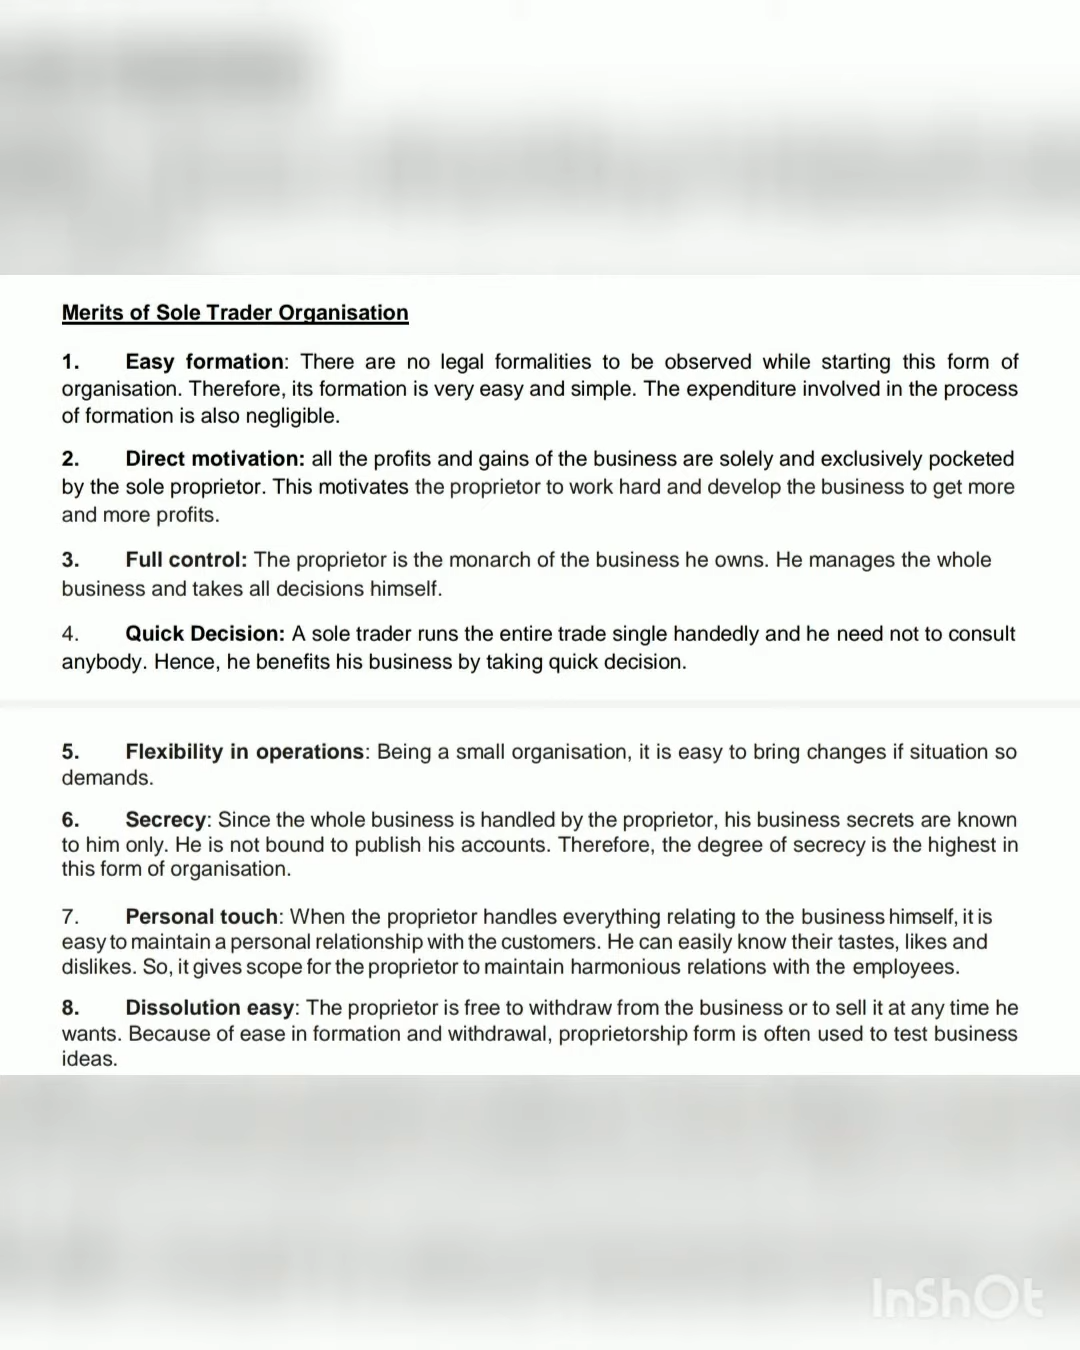 Merits of Sole Trader Organisation
1. Easy formation: There are no legal formalities to be observed while starting this form of
organisation. Therefore, its formation is very easy and simple. The expenditure involved in the process
of formation is also negligible.
2. Direct motivation: all the profits and gains of the business are solely and exclusively pocketed
by the sole proprietor. This motivates the proprietor to work hard and develop the business to get more
and more profits.
3. Full control: The proprietor is the monarch of the business he owns. He manages the whole
business and takes all decisions himself.
4. Quick Decision: A sole trader runs the entire trade single handedly and he need not to consult
anybody. Hence, he benefits his business by taking quick decision.
5. Flexibility in operations: Being a small organisation, it is easy to bring changes if situation so
demands.
6. Secrecy: Since the whole business is handled by the proprietor, his business secrets are known
to him only. He is not bound to publish his accounts. Therefore, the degree of secrecy is the highest in
this form of organisation.
7. Personal touch: When the proprietor handles everything relating to the business himself, it is
easy to maintain a personal relationship with the customers. He can easily know their tastes, likes and
dislikes. So, it gives scope for the proprietor to maintain harmonious relations with the employees.
8. Dissolution easy: The proprietor is free to withdraw from the business or to sell it at any time he
wants. Because of ease in formation and withdrawal, proprietorship form is often used to test business
ideas.
InShOt